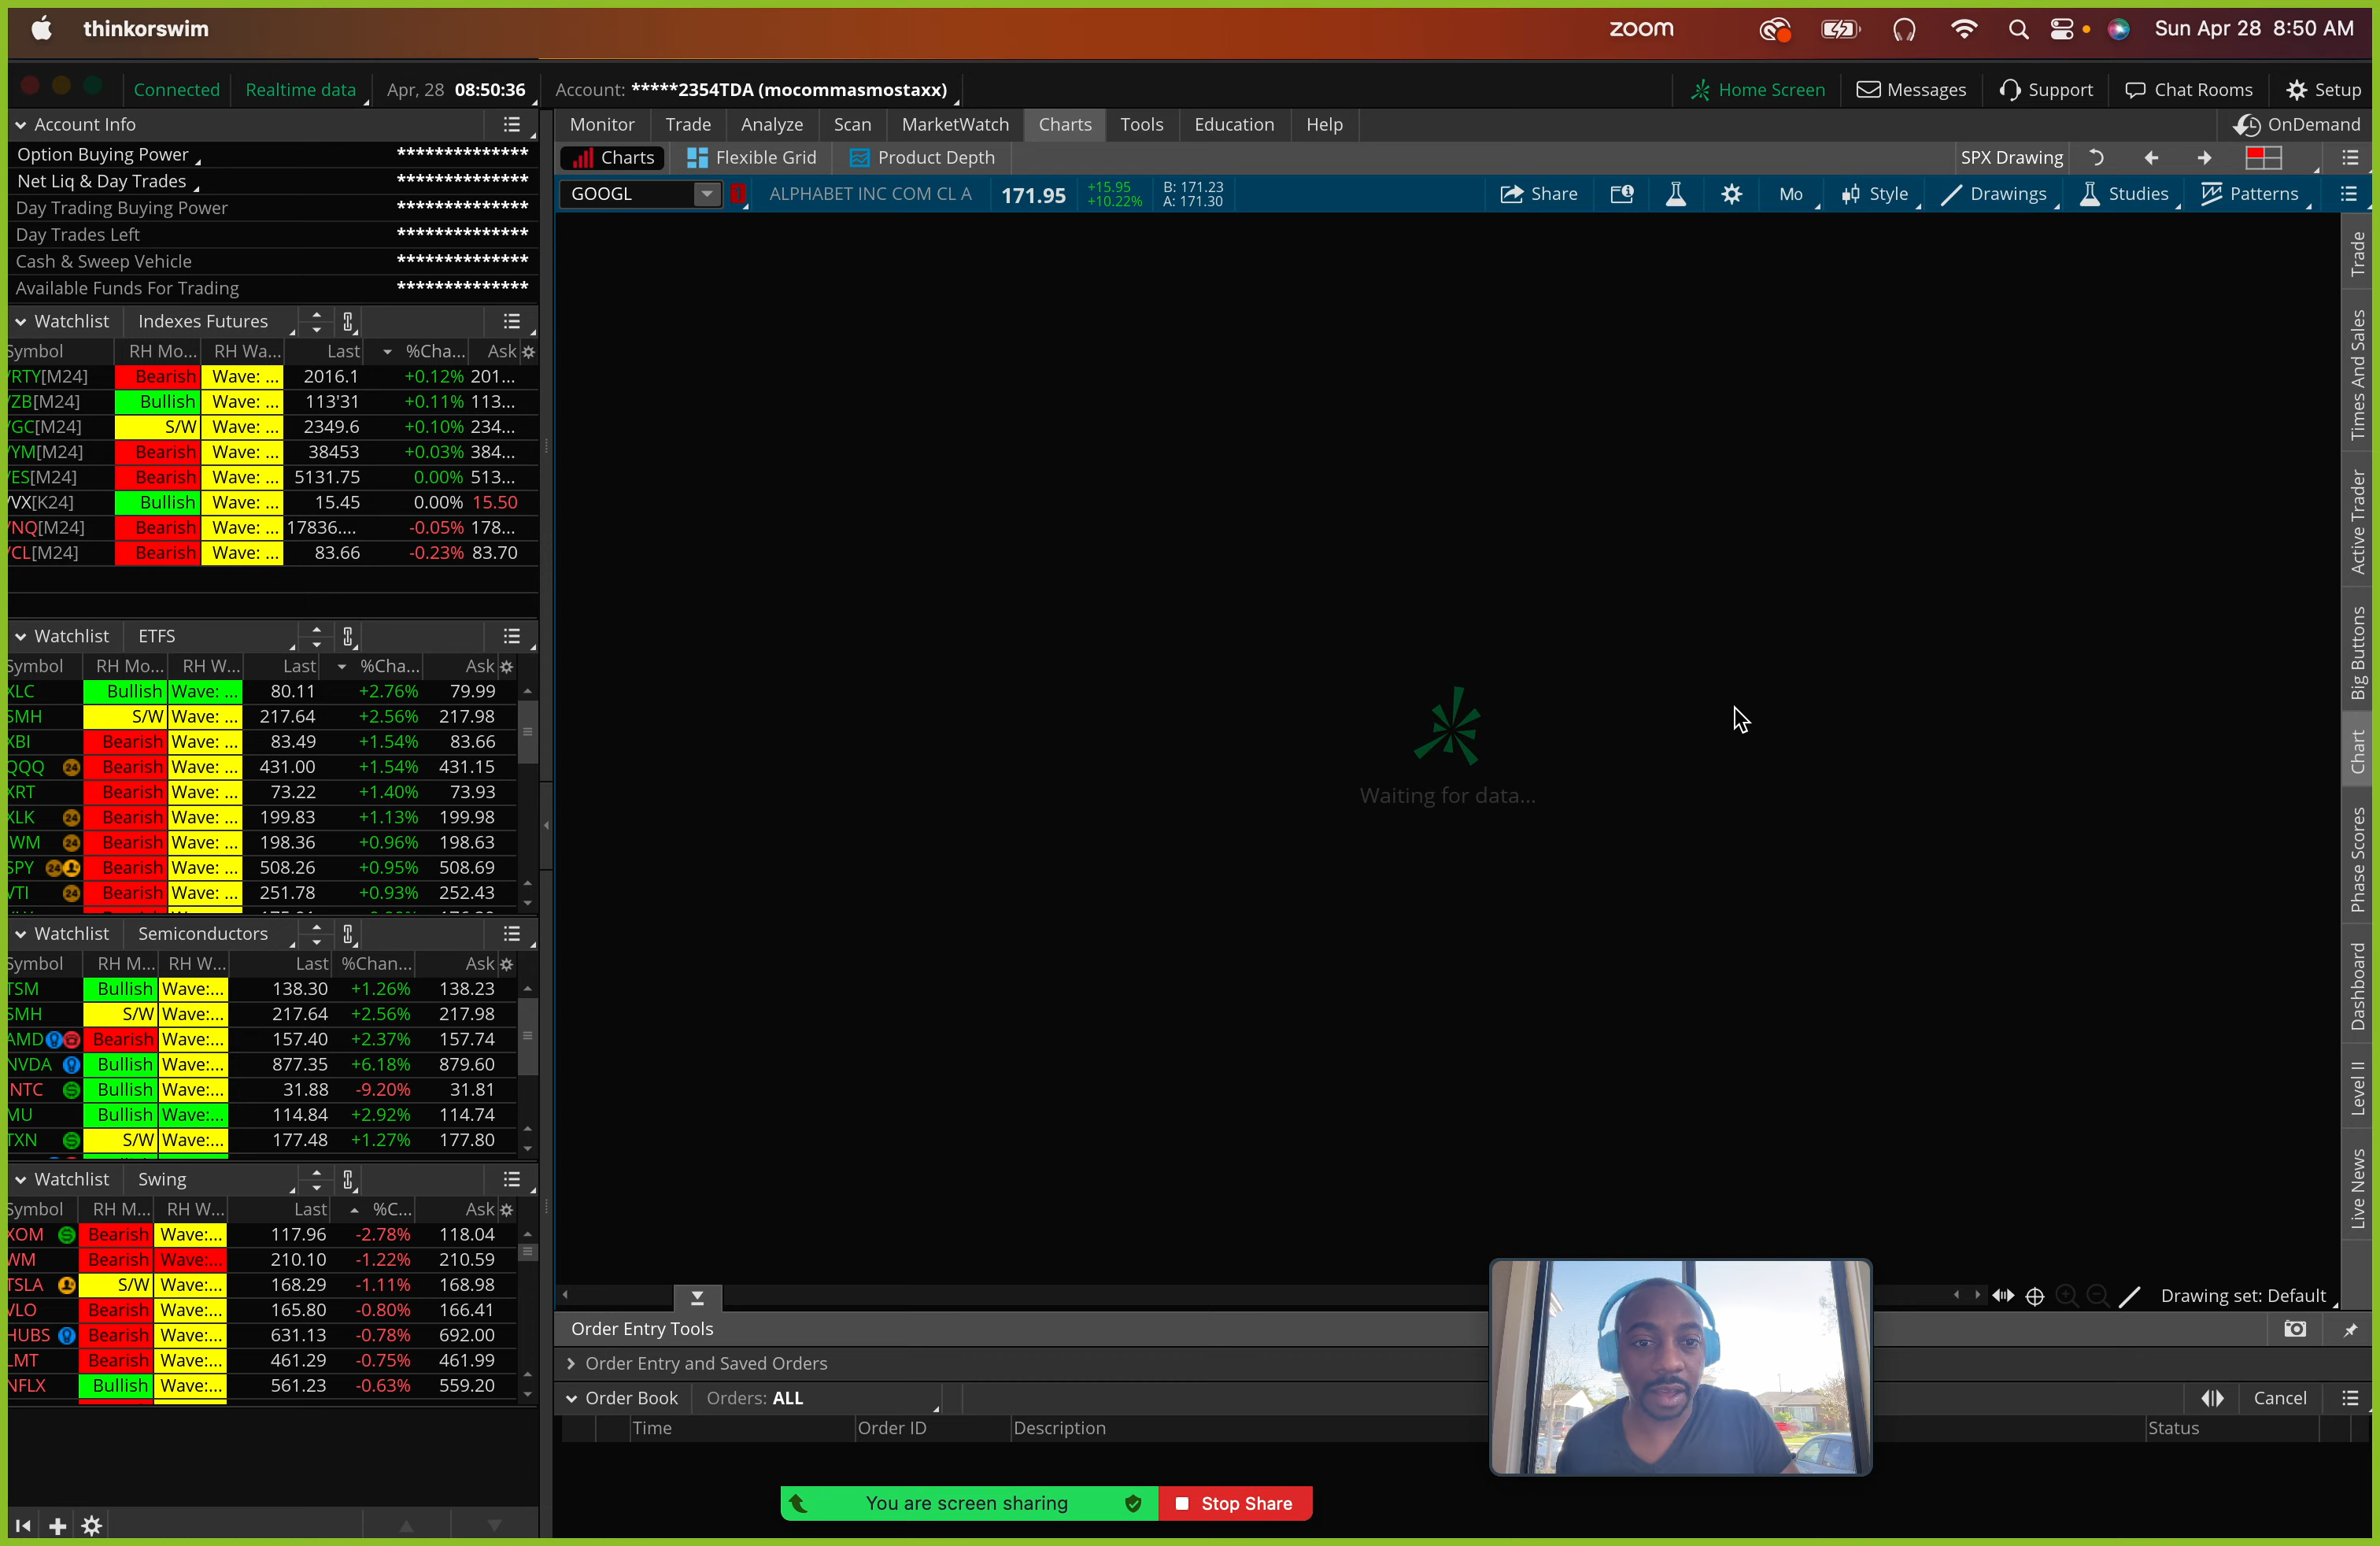 thinkorswim
zoom
Sun Apr 28 8:50 AM
Connected Realtime data Apr, 28 08:50:36 Account: *****2354TDA (mocommasmostaxx) Home Screen Messages Support Chat Rooms Setup
Account Info
Option Buying Power **************
Net Liq & Day Trades **************
Day Trading Buying Power **************
Day Trades Left **************
Cash & Sweep Vehicle **************
Available Funds For Trading **************
Monitor Trade Analyze Scan MarketWatch Charts Tools Education Help OnDemand
Charts Flexible Grid Product Depth SPX Drawing
GOOGL 1 ALPHABET INC COM CL A 171.95 +15.95 +10.22% B: 171.23 A: 171.30 Share Mo Style Drawings Studies Patterns
Watchlist Indexes Futures
Symbol RH Mo... RH Wa... Last %Cha... Ask
/RTY[M24] Bearish Wave: ... 2016.1 +0.12% 201...
/ZB[M24] Bullish Wave: ... 113'31 +0.11% 113...
/GC[M24] S/W Wave: ... 2349.6 +0.10% 234...
/YM[M24] Bearish Wave: ... 38453 +0.03% 384...
/ES[M24] Bearish Wave: ... 5131.75 0.00% 513...
/VX[K24] Bullish Wave: ... 15.45 0.00% 15.50
/NQ[M24] Bearish Wave: ... 17836.... -0.05% 178...
/CL[M24] Bearish Wave: ... 83.66 -0.23% 83.70
Watchlist ETFS
Symbol RH Mo... RH W... Last %Cha... Ask
XLC Bullish Wave: ... 80.11 +2.76% 79.99
SMH S/W Wave: ... 217.64 +2.56% 217.98
XBI Bearish Wave: ... 83.49 +1.54% 83.66
QQQ 24 Bearish Wave: ... 431.00 +1.54% 431.15
XRT Bearish Wave: ... 73.22 +1.40% 73.93
XLK 24 Bearish Wave: ... 199.83 +1.13% 199.98
IWM 24 Bearish Wave: ... 198.36 +0.96% 198.63
SPY 24 Bearish Wave: ... 508.26 +0.95% 508.69
VTI 24 Bearish Wave: ... 251.78 +0.93% 252.43
Watchlist Semiconductors
Symbol RH M... RH W... Last %Chan... Ask
TSM Bullish Wave:... 138.30 +1.26% 138.23
SMH S/W Wave:... 217.64 +2.56% 217.98
AMD Bearish Wave:... 157.40 +2.37% 157.74
NVDA Bullish Wave:... 877.35 +6.18% 879.60
INTC Bullish Wave:... 31.88 -9.20% 31.81
MU Bullish Wave:... 114.84 +2.92% 114.74
TXN S/W Wave:... 177.48 +1.27% 177.80
Watchlist Swing
Symbol RH M... RH W... Last %C... Ask
XOM Bearish Wave:... 117.96 -2.78% 118.04
WM Bearish Wave:... 210.10 -1.22% 210.59
TSLA S/W Wave:... 168.29 -1.11% 168.98
VLO Bearish Wave:... 165.80 -0.80% 166.41
HUBS Bearish Wave:... 631.13 -0.78% 692.00
LMT Bearish Wave:... 461.29 -0.75% 461.99
NFLX Bullish Wave:... 561.23 -0.63% 559.20
Waiting for data...
Trade
Times And Sales
Active Trader
Big Buttons
Chart
Phase Scores
Dashboard
Level II
Live News
Drawing set: Default
Order Entry Tools
Order Entry and Saved Orders
Order Book Orders: ALL Cancel
Time Order ID Description Status
You are screen sharing Stop Share